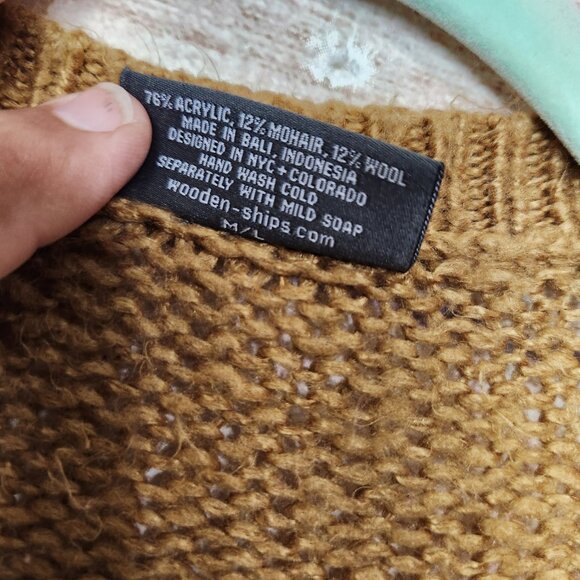 76% ACRYLIC, 12% MOHAIR, 12% WOOL
MADE IN BALI, INDONESIA
DESIGNED IN NYC + COLORADO
HAND WASH COLD
SEPARATELY WITH MILD SOAP
wooden-ships.com
M/L